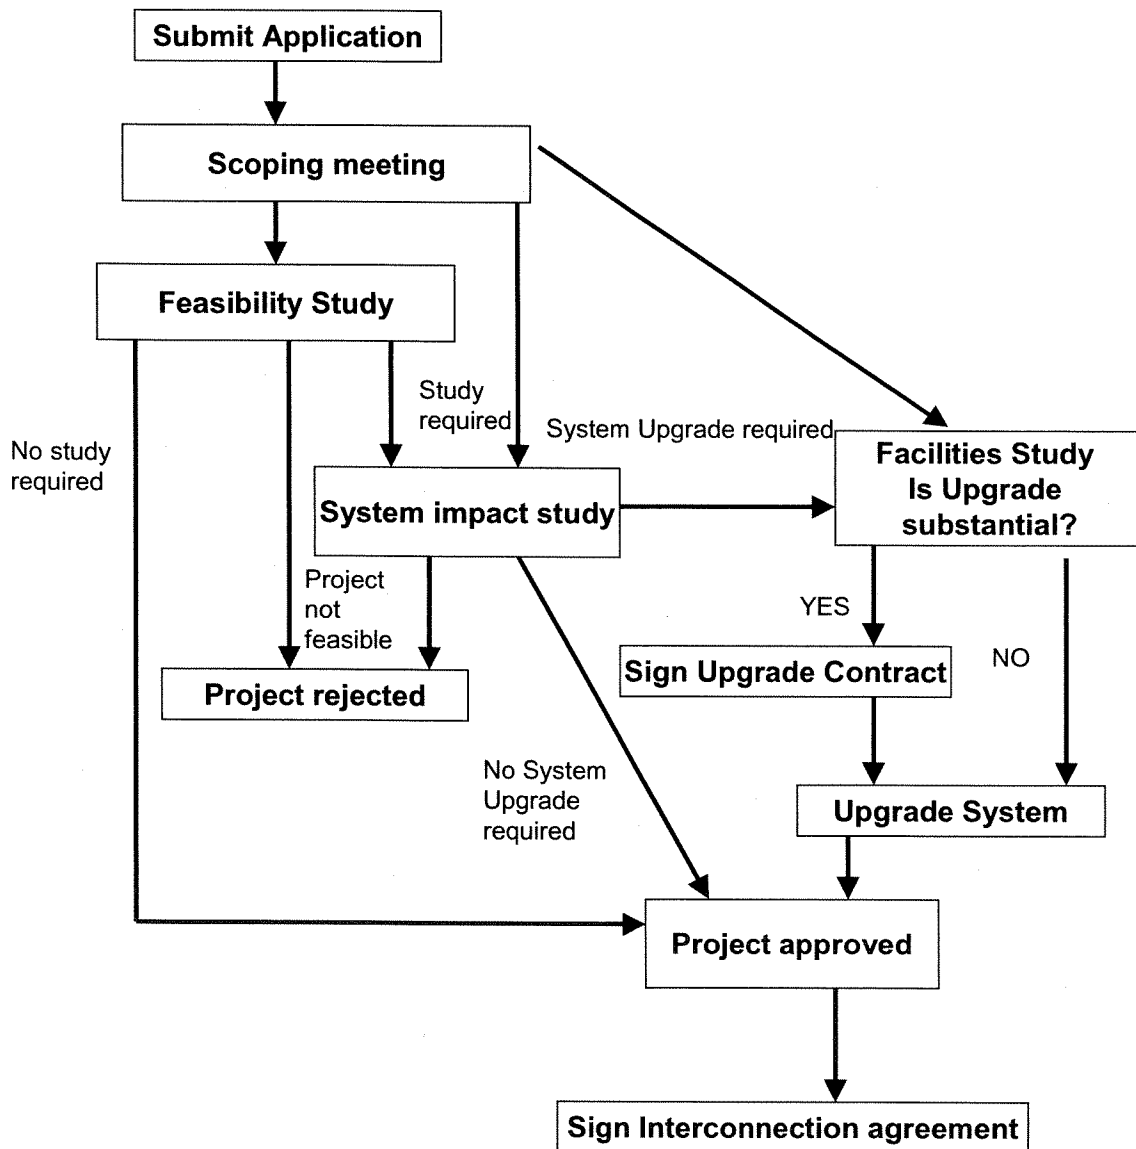 Submit Application
Scoping meeting
Feasibility Study
Study
required
System Upgrade required
No study
required
Facilities Study
Is Upgrade
substantial?
System impact study
Project
not
feasible
YES
NO
Sign Upgrade Contract
Project rejected
No System
Upgrade
required
Upgrade System
Project approved
Sign Interconnection agreement